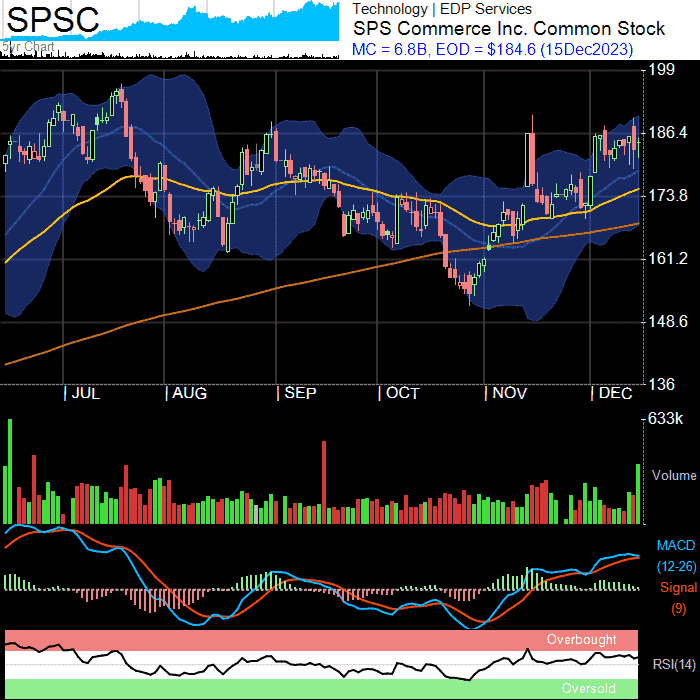 SPSC
5yr Chart
Technology | EDP Services
SPS Commerce Inc. Common Stock
MC = 6.8B, EOD = $184.6 (15Dec2023)
199
186.4
173.8
161.2
148.6
136
JUL
AUG
SEP
OCT
NOV
DEC
633k
Volume
MACD
(12-26)
Signal
(9)
Overbought
RSI(14)
Oversold